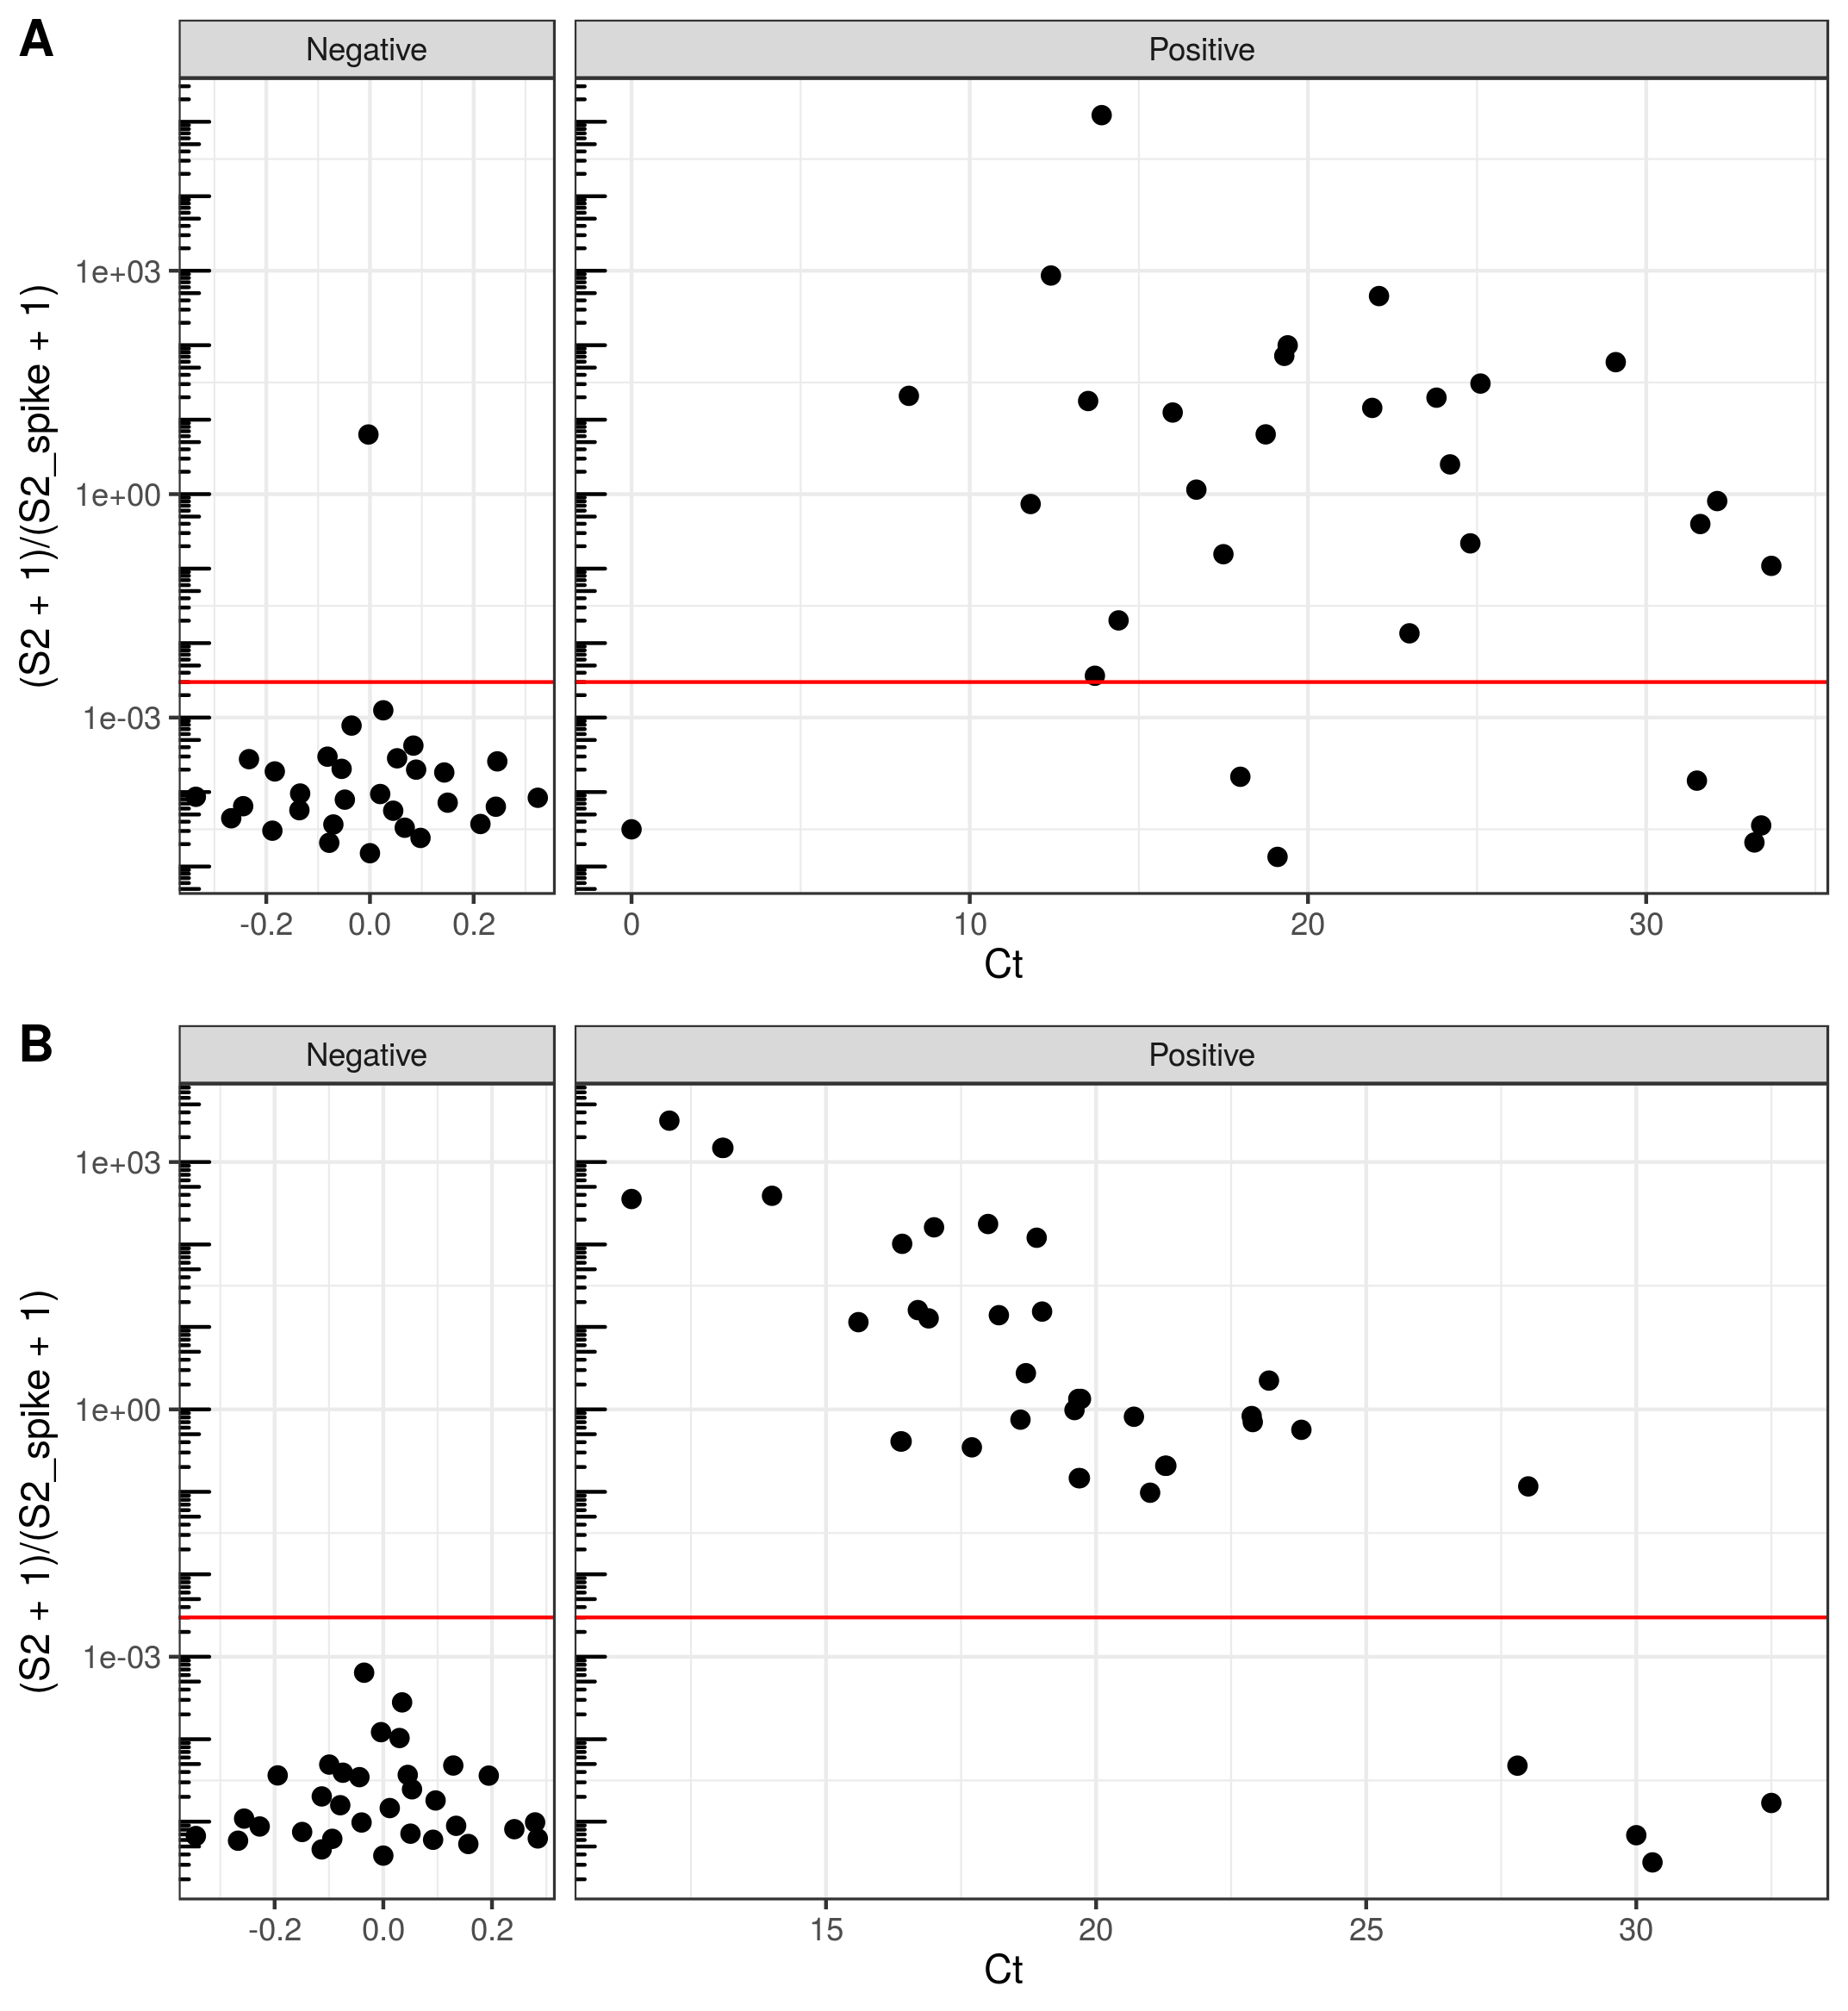 A
Negative Positive
(S2 + 1)/(S2_spike + 1)
1e+03
1e+00
1e-03
-0.2 0.0 0.2 0 10 20 30
Ct
B
Negative Positive
(S2 + 1)/(S2_spike + 1)
1e+03
1e+00
1e-03
-0.2 0.0 0.2 15 20 25 30
Ct